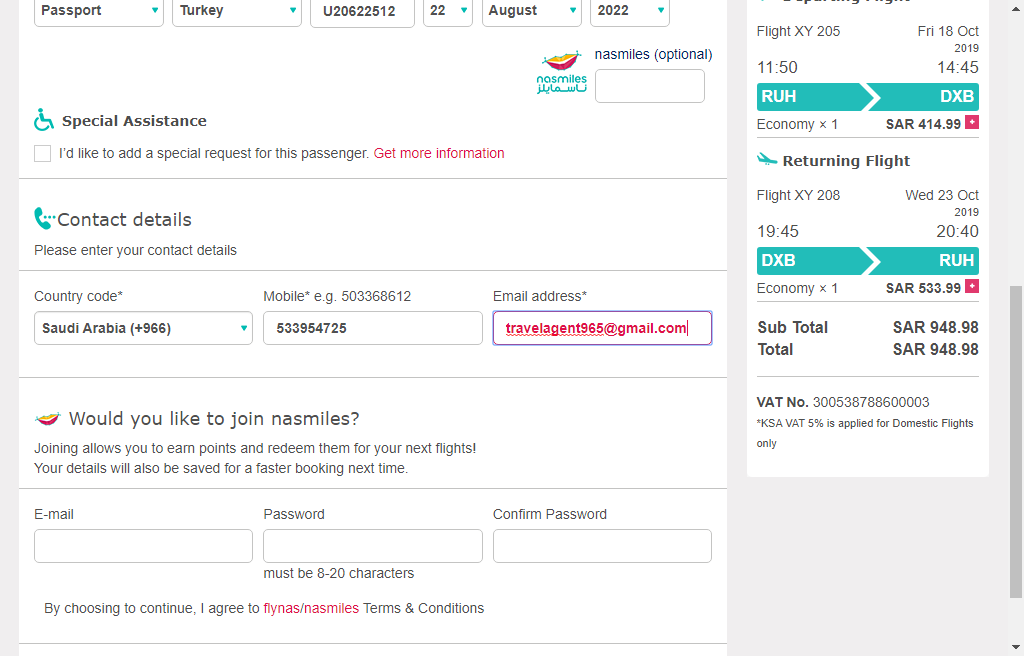 Passport Turkey U20622512 22 August 2022
nasmiles (optional)
nasmiles
ناسمايلز
Special Assistance
I'd like to add a special request for this passenger. Get more information
Contact details
Please enter your contact details
Country code* Mobile* e.g. 503368612 Email address*
Saudi Arabia (+966) 533954725 travelagent965@gmail.com
Would you like to join nasmiles?
Joining allows you to earn points and redeem them for your next flights!
Your details will also be saved for a faster booking next time.
E-mail Password Confirm Password
must be 8-20 characters
By choosing to continue, I agree to flynas/nasmiles Terms & Conditions
Departing Flight
Flight XY 205 Fri 18 Oct
2019
11:50 14:45
RUH DXB
Economy × 1 SAR 414.99 +
Returning Flight
Flight XY 208 Wed 23 Oct
2019
19:45 20:40
DXB RUH
Economy × 1 SAR 533.99 +
Sub Total SAR 948.98
Total SAR 948.98
VAT No. 300538788600003
*KSA VAT 5% is applied for Domestic Flights
only